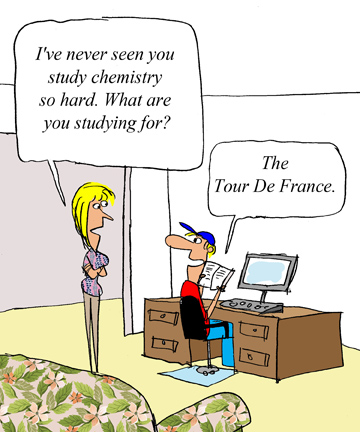 I've never seen you
study chemistry
so hard. What are
you studying for?
The
Tour De France.